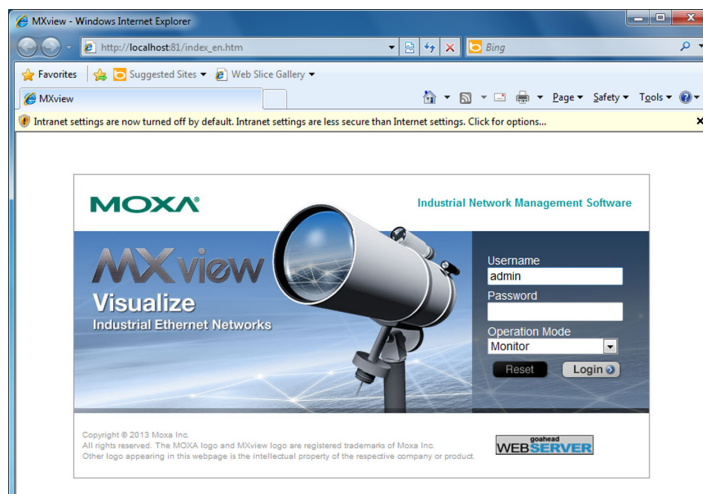 MXview - Windows Internet Explorer
http://localhost:81/index_en.htm
Bing
Favorites
Suggested Sites
Web Slice Gallery
MXview
Page
Safety
Tools
Intranet settings are now turned off by default. Intranet settings are less secure than Internet settings. Click for options...
MOXA®
Industrial Network Management Software
MXview
Visualize
Industrial Ethernet Networks
Username
admin
Password
Operation Mode
Monitor
Reset
Login
Copyright © 2013 Moxa Inc.
All rights reserved. The MOXA logo and MXview logo are registered trademarks of Moxa Inc.
Other logo appearing in this webpage is the intellectual property of the respective company or product.
goahead
WEBSERVER